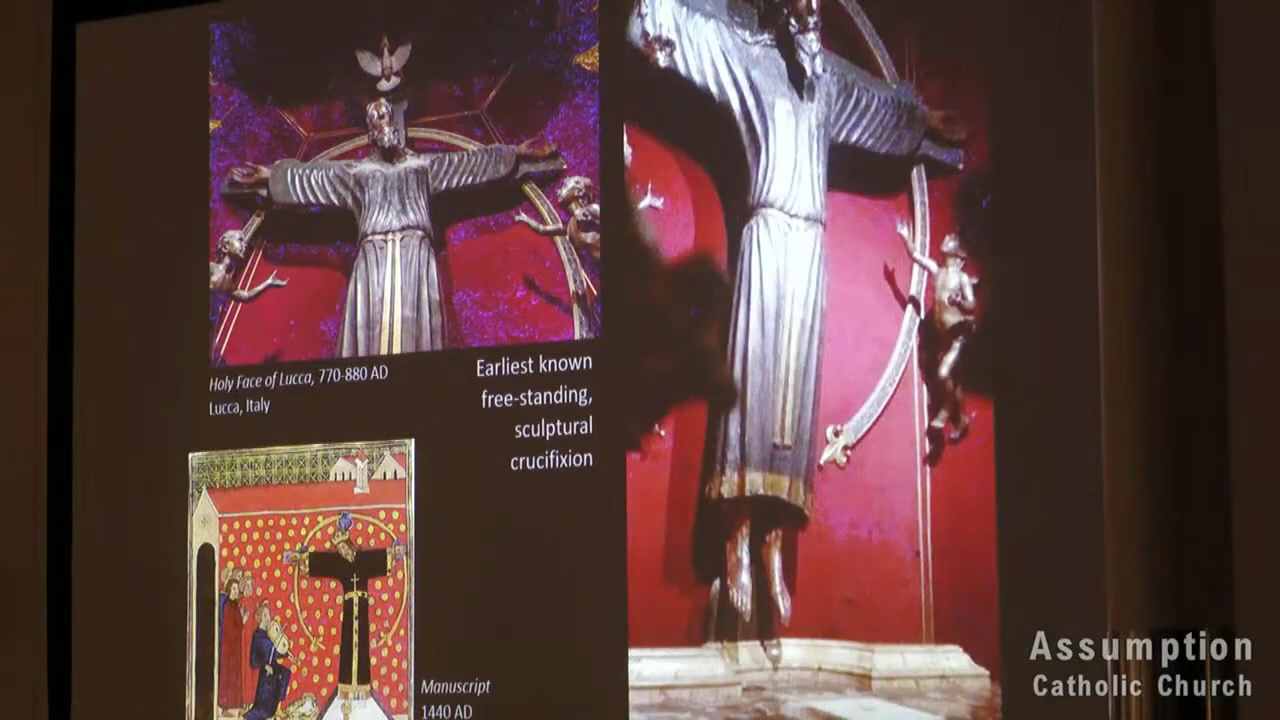 Holy Face of Lucca, 770-880 AD
Lucca, Italy
Earliest known
free-standing,
sculptural
crucifixion
Manuscript
1440 AD
Assumption
Catholic Church